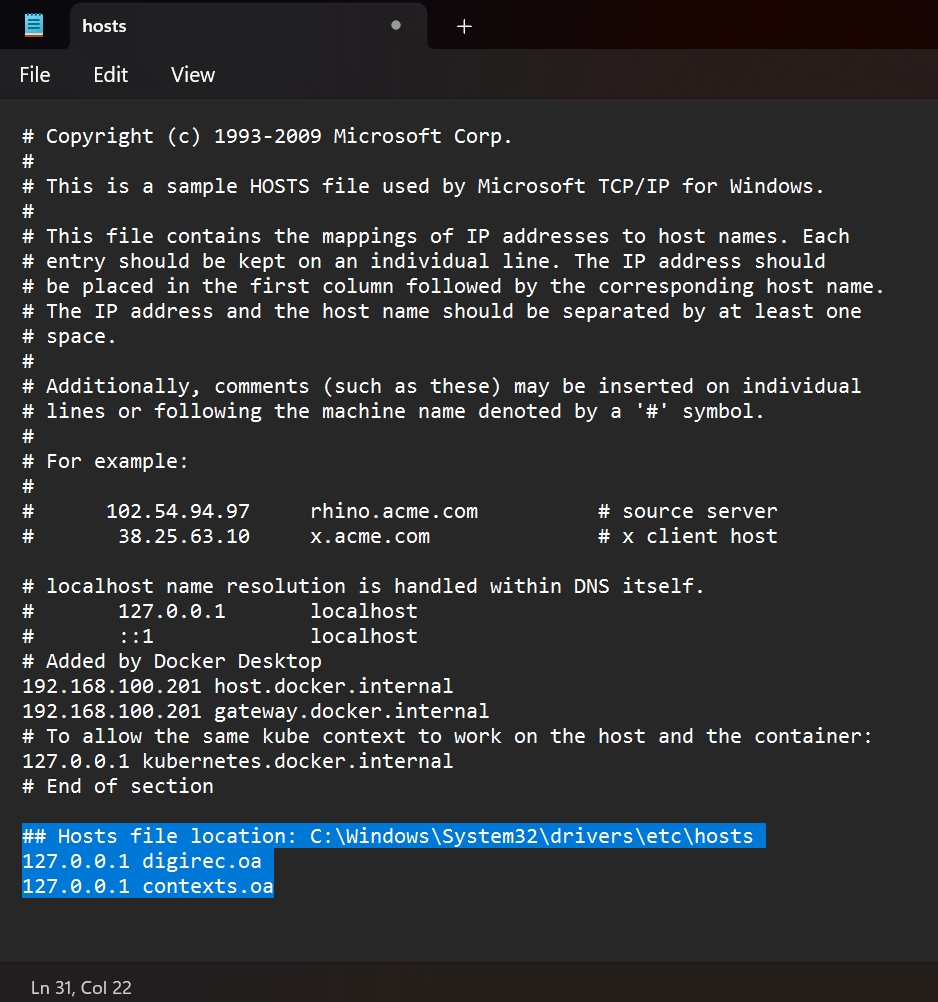 hosts
File Edit View
# Copyright (c) 1993-2009 Microsoft Corp.
#
# This is a sample HOSTS file used by Microsoft TCP/IP for Windows.
#
# This file contains the mappings of IP addresses to host names. Each
# entry should be kept on an individual line. The IP address should
# be placed in the first column followed by the corresponding host name.
# The IP address and the host name should be separated by at least one
# space.
#
# Additionally, comments (such as these) may be inserted on individual
# lines or following the machine name denoted by a '#' symbol.
#
# For example:
#
#      102.54.94.97     rhino.acme.com          # source server
#       38.25.63.10     x.acme.com              # x client host

# localhost name resolution is handled within DNS itself.
#       127.0.0.1       localhost
#       ::1             localhost
# Added by Docker Desktop
192.168.100.201 host.docker.internal
192.168.100.201 gateway.docker.internal
# To allow the same kube context to work on the host and the container:
127.0.0.1 kubernetes.docker.internal
# End of section

## Hosts file location: C:\Windows\System32\drivers\etc\hosts
127.0.0.1 digirec.oa
127.0.0.1 contexts.oa
Ln 31, Col 22